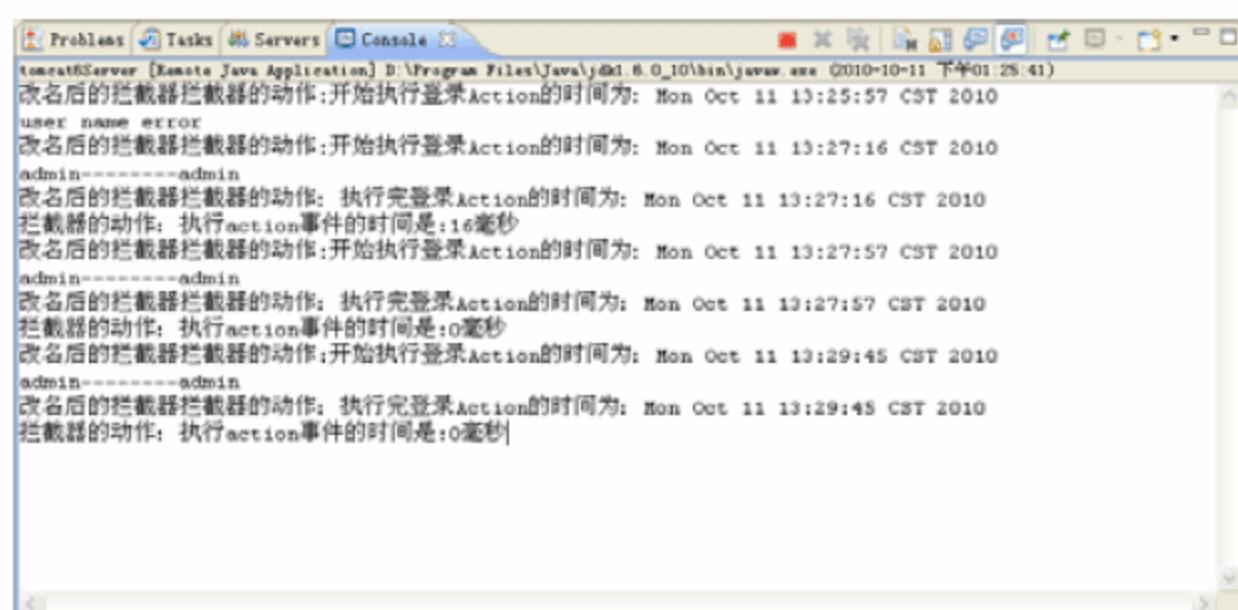 Problems Tasks Servers Console
tomcat6Server [Remote Java Application] D:\Program Files\Java\jdk1.6.0_10\bin\javaw.exe (2010-10-11 下午01:25:41)
改名后的拦截器拦截器的动作:开始执行登录Action的时间为: Mon Oct 11 13:25:57 CST 2010
user name error
改名后的拦截器拦截器的动作:开始执行登录Action的时间为: Mon Oct 11 13:27:16 CST 2010
admin--------admin
改名后的拦截器拦截器的动作: 执行完登录Action的时间为: Mon Oct 11 13:27:16 CST 2010
拦截器的动作: 执行action事件的时间是:16毫秒
改名后的拦截器拦截器的动作:开始执行登录Action的时间为: Mon Oct 11 13:27:57 CST 2010
admin--------admin
改名后的拦截器拦截器的动作: 执行完登录Action的时间为: Mon Oct 11 13:27:57 CST 2010
拦截器的动作: 执行action事件的时间是:0毫秒
改名后的拦截器拦截器的动作:开始执行登录Action的时间为: Mon Oct 11 13:29:45 CST 2010
admin--------admin
改名后的拦截器拦截器的动作: 执行完登录Action的时间为: Mon Oct 11 13:29:45 CST 2010
拦截器的动作: 执行action事件的时间是:0毫秒